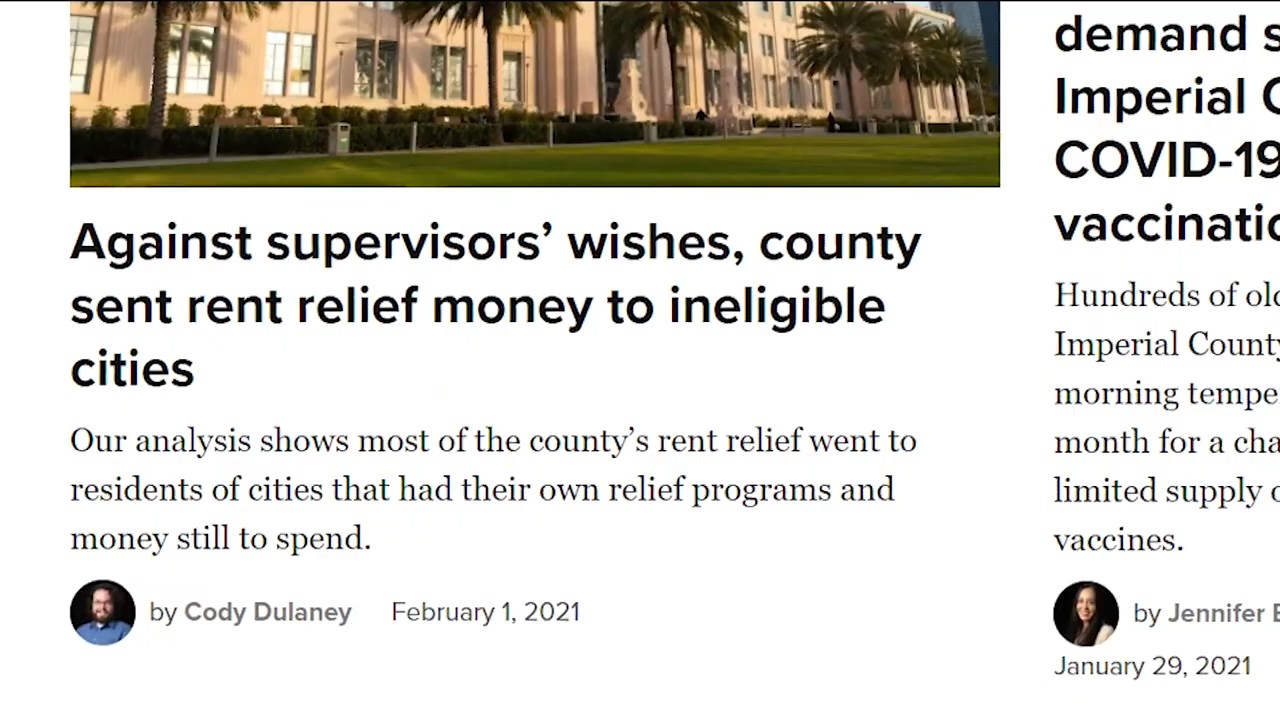 Against supervisors’ wishes, county
sent rent relief money to ineligible
cities
Our analysis shows most of the county’s rent relief went to
residents of cities that had their own relief programs and
money still to spend.
by Cody Dulaney February 1, 2021
demand
Imperial
COVID-19
Hundreds of
Imperial County
morning
month for a
limited supply
vaccines.
by Jennifer
January 29, 2021